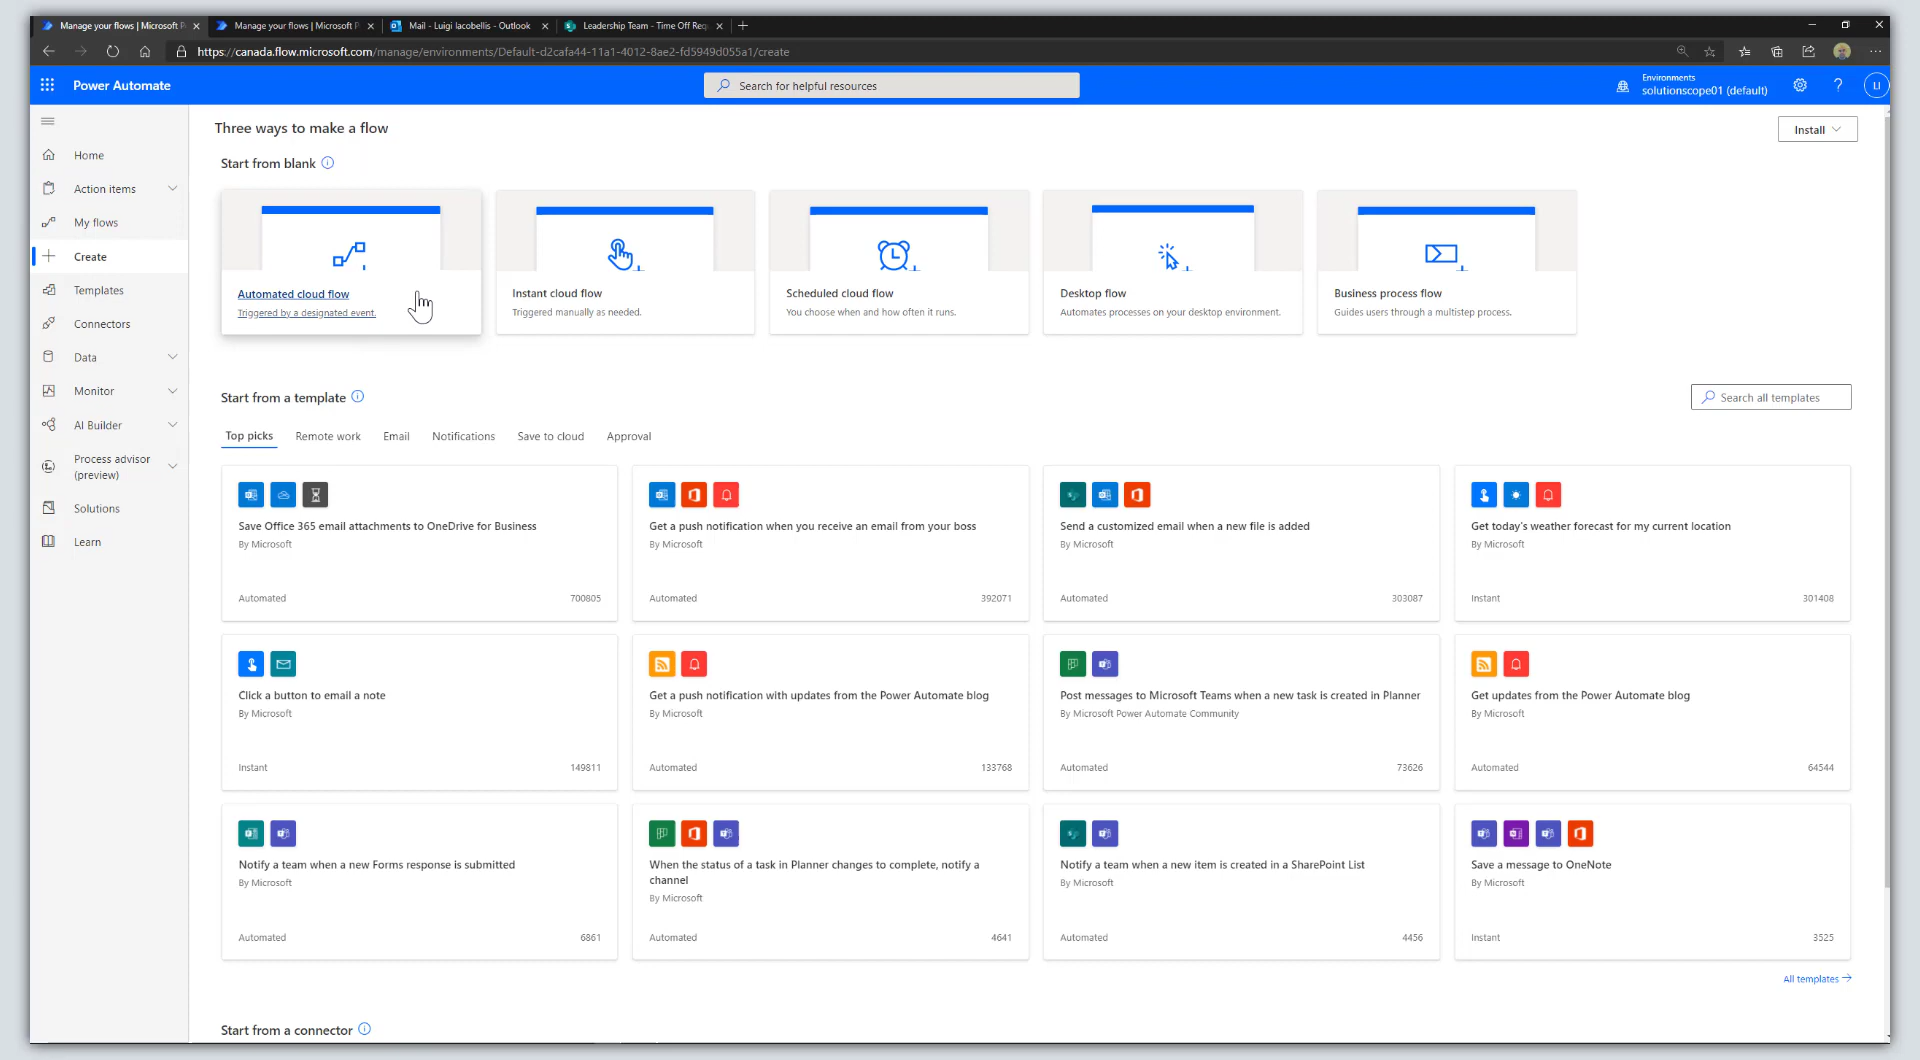 Manage your flows | Microsoft P
Manage your flows | Microsoft P
Mail - Luigi Iacobellis - Outlook
Leadership Team - Time Off Req
https://canada.flow.microsoft.com/manage/environments/Default-d2cafa44-11a1-4012-8ae2-fd5949d055a1/create
Power Automate
Search for helpful resources
Environments
solutionscope01 (default)
?
LI
Home
Action items
My flows
Create
Templates
Connectors
Data
Monitor
AI Builder
Process advisor
(preview)
Solutions
Learn
Three ways to make a flow
Install
Start from blank
Automated cloud flow
Triggered by a designated event.
Instant cloud flow
Triggered manually as needed.
Scheduled cloud flow
You choose when and how often it runs.
Desktop flow
Automates processes on your desktop environment.
Business process flow
Guides users through a multistep process.
Start from a template
Search all templates
Top picks
Remote work
Email
Notifications
Save to cloud
Approval
Save Office 365 email attachments to OneDrive for Business
By Microsoft
Automated
700805
Get a push notification when you receive an email from your boss
By Microsoft
Automated
392071
Send a customized email when a new file is added
By Microsoft
Automated
303087
Get today's weather forecast for my current location
By Microsoft
Instant
301408
Click a button to email a note
By Microsoft
Instant
149811
Get a push notification with updates from the Power Automate blog
By Microsoft
Automated
133768
Post messages to Microsoft Teams when a new task is created in Planner
By Microsoft Power Automate Community
Automated
73626
Get updates from the Power Automate blog
By Microsoft
Automated
64544
Notify a team when a new Forms response is submitted
By Microsoft
Automated
6861
When the status of a task in Planner changes to complete, notify a
channel
By Microsoft
Automated
4641
Notify a team when a new item is created in a SharePoint List
By Microsoft
Automated
4456
Save a message to OneNote
By Microsoft
Instant
3525
All templates
Start from a connector